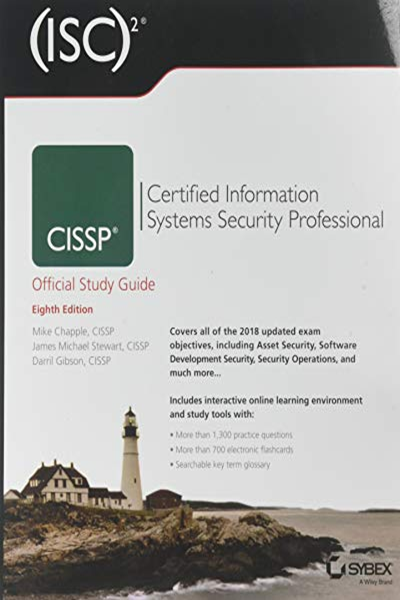 (ISC)²®
CISSP®
Certified Information
Systems Security Professional
Official Study Guide
Eighth Edition
Mike Chapple, CISSP
James Michael Stewart, CISSP
Darril Gibson, CISSP
Covers all of the 2018 updated exam
objectives, including Asset Security, Software
Development Security, Security Operations, and
much more...
Includes interactive online learning environment
and study tools with:
• More than 1,300 practice questions
• More than 700 electronic flashcards
• Searchable key term glossary
SYBEX
A Wiley Brand